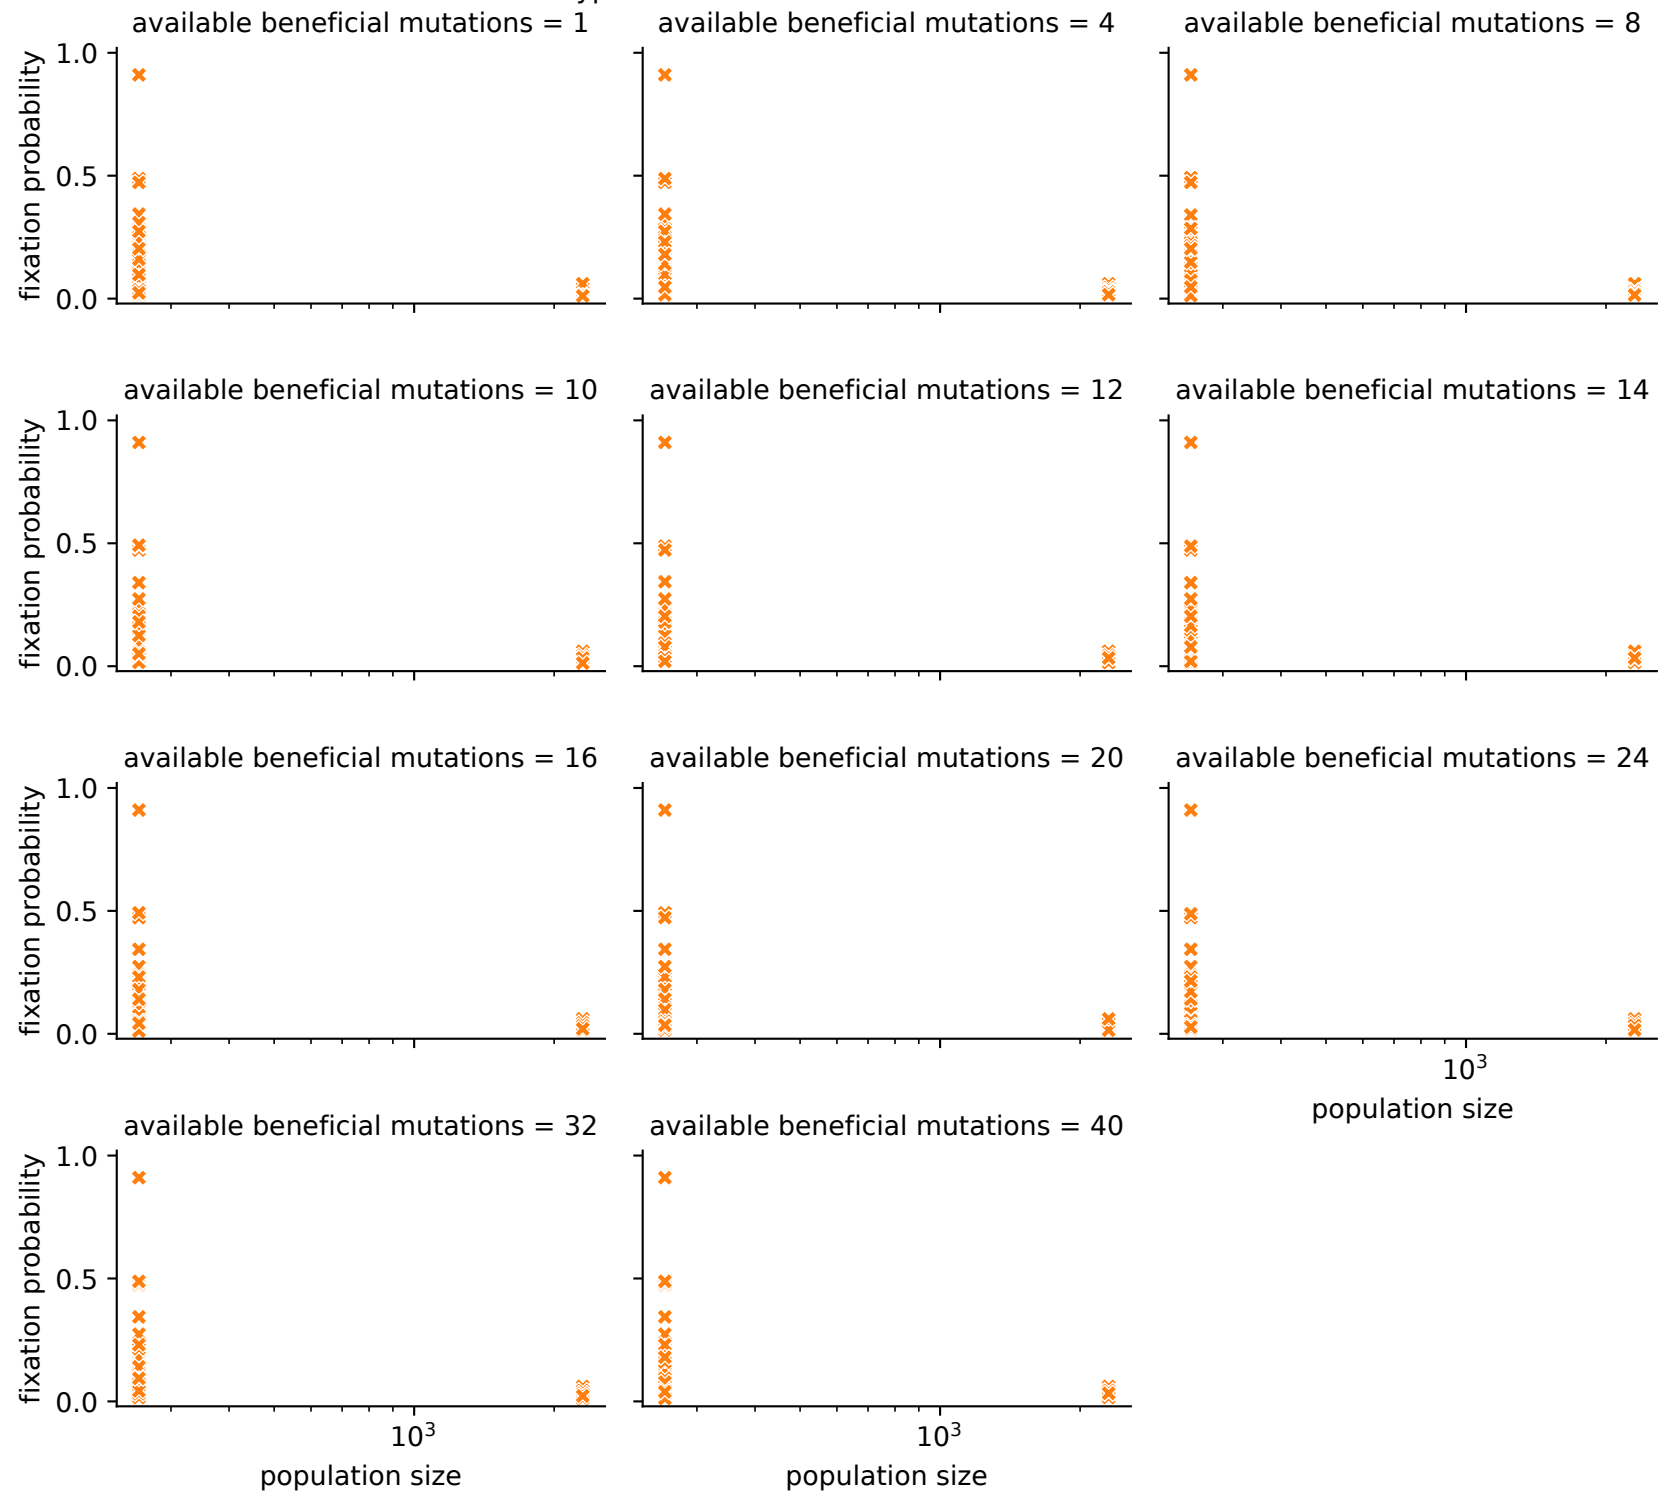 available beneficial mutations = 1
available beneficial mutations = 4
available beneficial mutations = 8
fixation probability
1.0
0.5
0.0
available beneficial mutations = 10
available beneficial mutations = 12
available beneficial mutations = 14
fixation probability
1.0
0.5
0.0
available beneficial mutations = 16
available beneficial mutations = 20
available beneficial mutations = 24
fixation probability
1.0
0.5
0.0
10³
population size
available beneficial mutations = 32
available beneficial mutations = 40
fixation probability
1.0
0.5
0.0
10³
10³
population size
population size